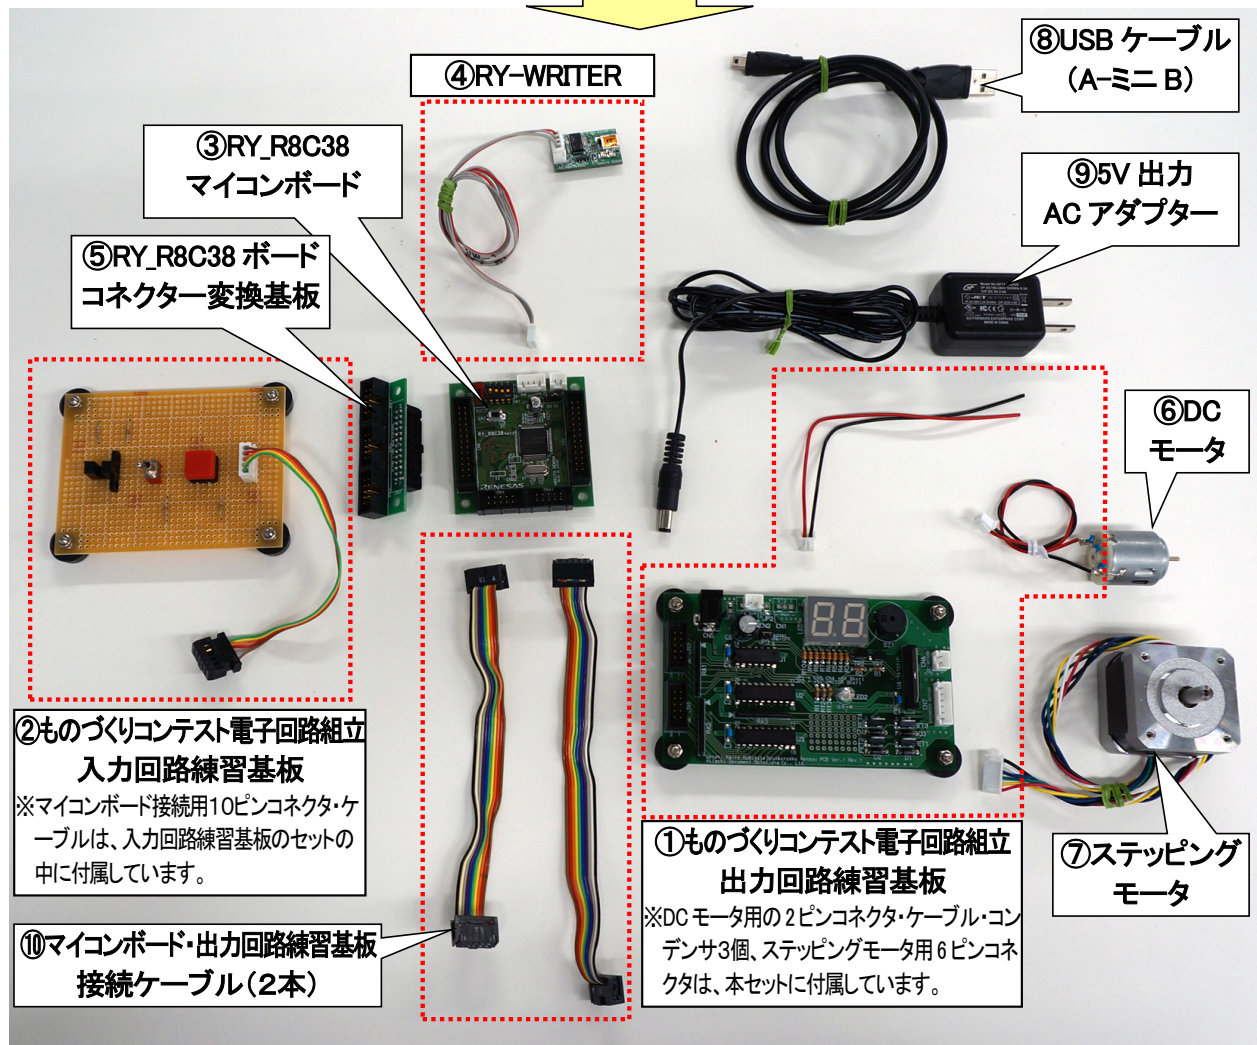 ⑧USB ケーブル
(A-ミニ B)
④RY-WRITER
③RY_R8C38
マイコンボード
⑨5V 出力
AC アダプター
⑤RY_R8C38 ボード
コネクター変換基板
⑥DC
モータ
RENESAS
②ものづくりコンテスト電子回路組立
入力回路練習基板
※マイコンボード接続用10ピンコネクタ・ケ
ーブルは、入力回路練習基板のセットの
中に付属しています。
①ものづくりコンテスト電子回路組立
出力回路練習基板
※DCモータ用の2ピンコネクタ・ケーブル・コン
デンサ3個、ステッピングモータ用6ピンコネ
クタは、本セットに付属しています。
⑦ステッピング
モータ
⑩マイコンボード・出力回路練習基板
接続ケーブル(2本)